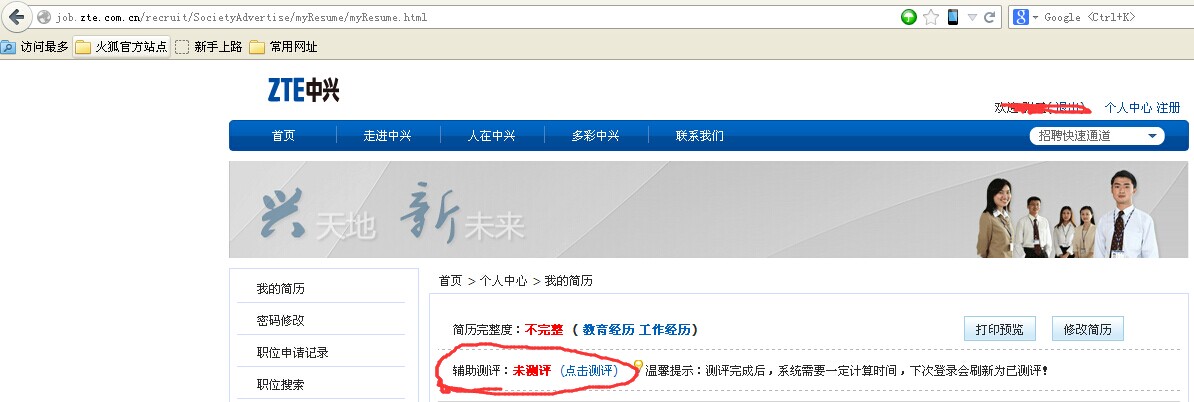 job.zte.com.cn/recruit/SocietyAdvertise/myResume/myResume.html
Google <Ctrl+K>
访问最多 火狐官方站点 新手上路 常用网址
ZTE中兴
个人中心 注册
首页 走进中兴 人在中兴 多彩中兴 联系我们 招聘快速通道
兴天地 新未来
我的简历
密码修改
职位申请记录
职位搜索
首页 > 个人中心 > 我的简历
简历完整度：不完整 ( 教育经历 工作经历) 打印预览 修改简历
辅助测评：未测评 (点击测评) 温馨提示：测评完成后，系统需要一定计算时间，下次登录会刷新为已测评!